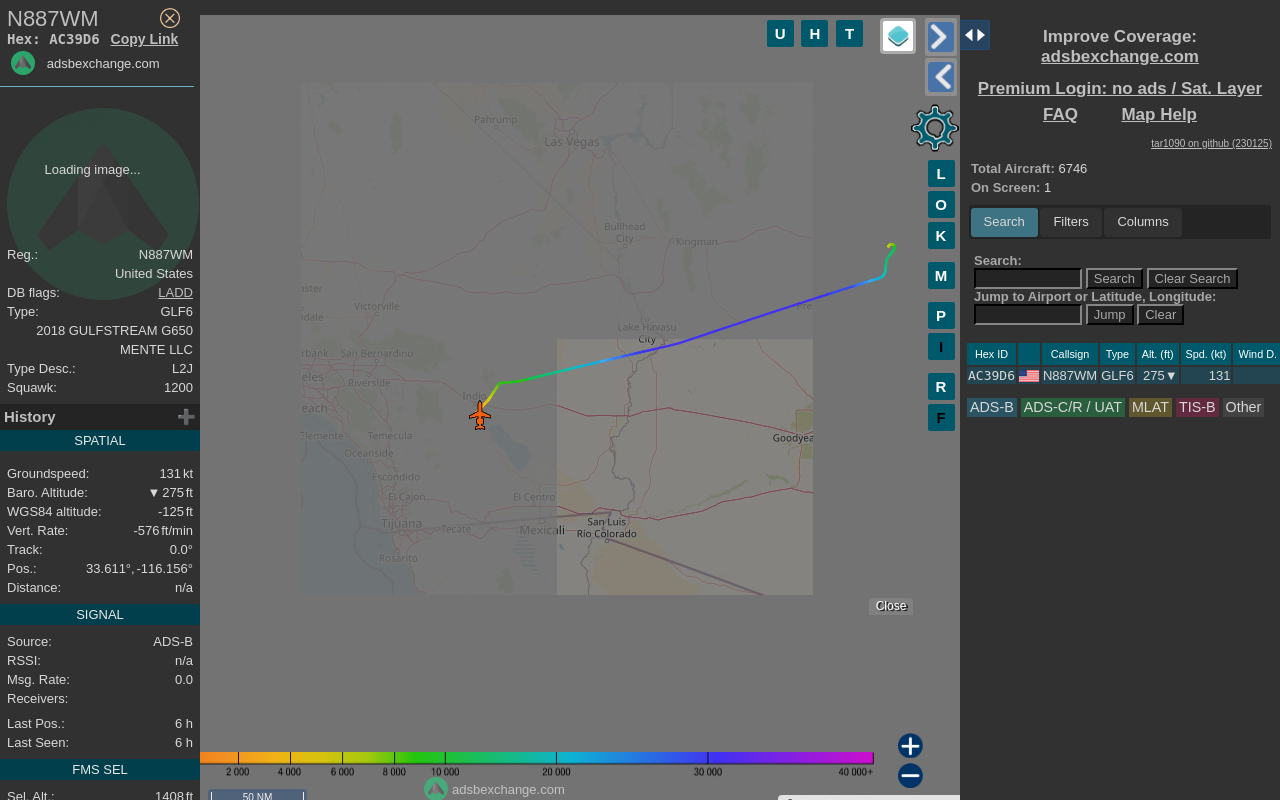 N887WM
Hex: AC39D6 Copy Link
adsbexchange.com
Loading image...
Reg.: N887WM
United States
DB flags: LADD
Type: GLF6
2018 GULFSTREAM G650
MENTE LLC
Type Desc.: L2J
Squawk: 1200
History
SPATIAL
Groundspeed: 131 kt
Baro. Altitude: ▼ 275 ft
WGS84 altitude: -125 ft
Vert. Rate: -576 ft/min
Track: 0.0°
Pos.: 33.611°, -116.156°
Distance: n/a
SIGNAL
Source: ADS-B
RSSI: n/a
Msg. Rate: 0.0
Receivers:
Last Pos.: 6 h
Last Seen: 6 h
FMS SEL
Sel. Alt.: 1408 ft
U H T
L
O
K
M
P
I
R
F
Pahrump
Las Vegas
Bullhead
City
Kingman
Victorville
Lake Havasu
City
San Bernardino
Riverside
Indio
Temecula
Oceanside
Escondido
El Cajon
El Centro
Tijuana
Tecate
Mexicali
Rosarito
San Luis
Río Colorado
Goodyea
Close
2 000 4 000 6 000 8 000 10 000 20 000 30 000 40 000+
adsbexchange.com
50 NM
Improve Coverage:
adsbexchange.com
Premium Login: no ads / Sat. Layer
FAQ Map Help
tar1090 on github (230125)
Total Aircraft: 6746
On Screen: 1
Search Filters Columns
Search:
Search Clear Search
Jump to Airport or Latitude, Longitude:
Jump Clear
Hex ID Callsign Type Alt. (ft) Spd. (kt) Wind D.
AC39D6 N887WM GLF6 275▼ 131
ADS-B ADS-C/R / UAT MLAT TIS-B Other